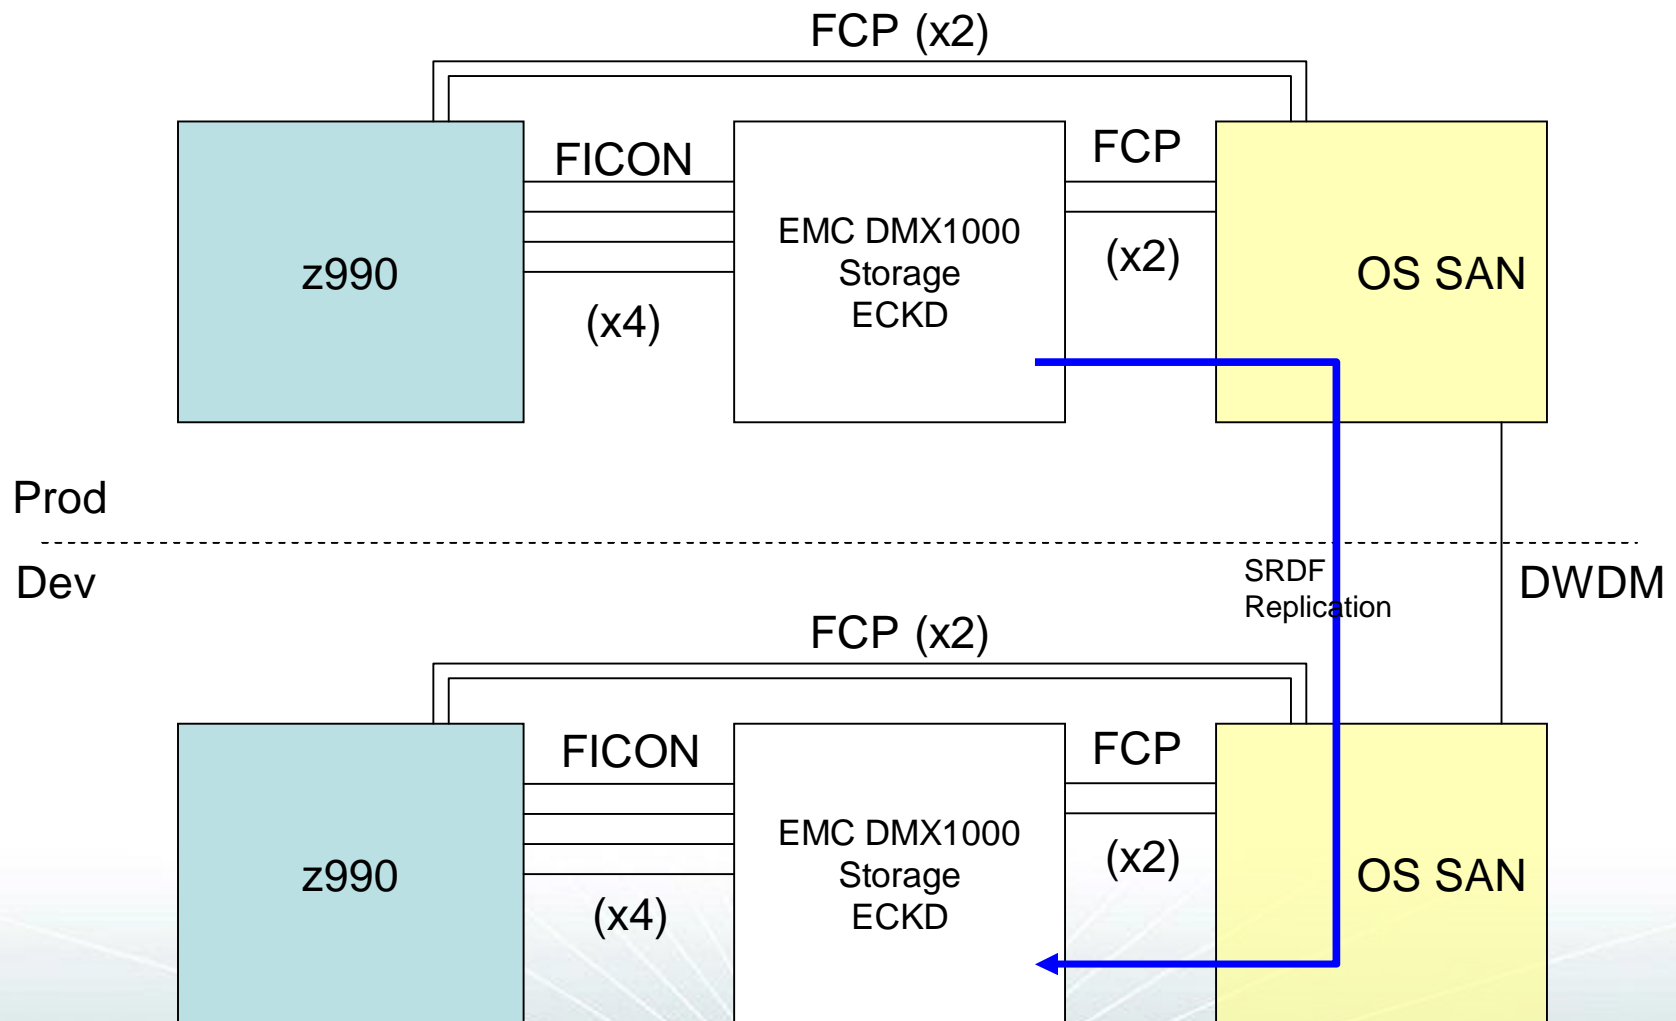 FCP (x2)
FICON
FCP
z990
EMC DMX1000
Storage
ECKD
(x2)
OS SAN
(x4)
Prod
Dev
SRDF
Replication
DWDM
FCP (x2)
FICON
FCP
z990
EMC DMX1000
Storage
ECKD
(x2)
OS SAN
(x4)